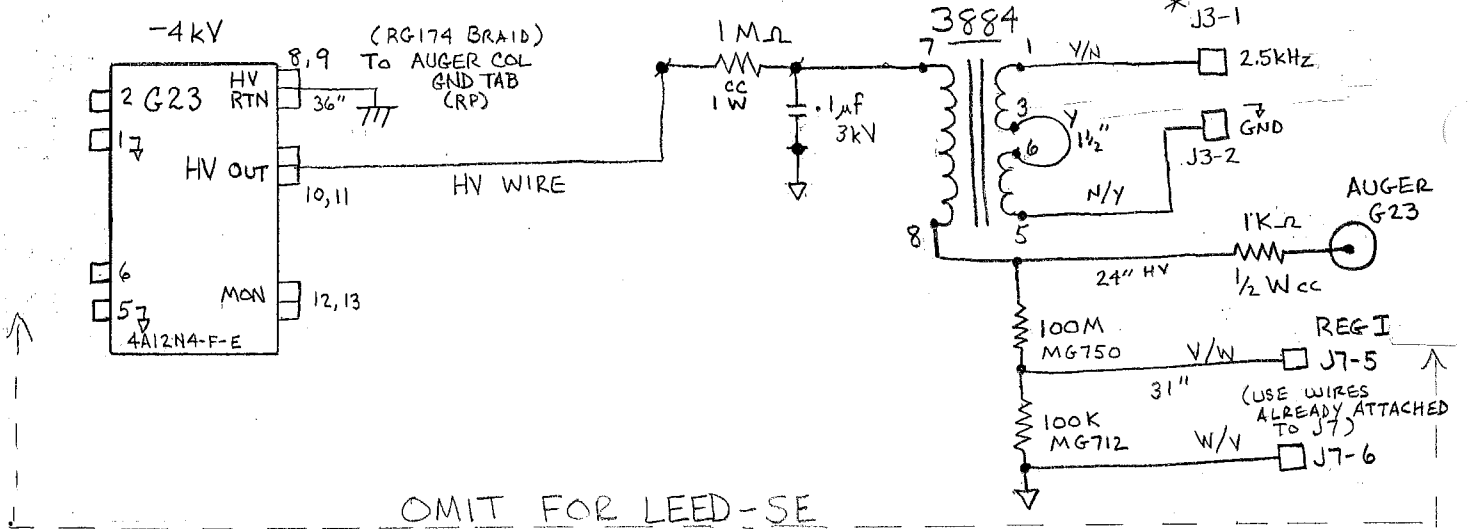 -4kV
8,9
(RG174 BRAID)
TO AUGER COL
GND TAB
(RP)
2 G23
HV
RTN
36"
1
HV OUT
10,11
HV WIRE
6
5
MON
12,13
4A12N4-F-E
1MΩ
CC
1W
.1µf
3kV
3884
7
8
1
3
6
5
Y
1½"
Y/N
N/Y
*
J3-1
2.5kHz
GND
J3-2
AUGER
G23
1KΩ
½ W CC
24" HV
100M
MG750
V/W
31"
REG I
J7-5
(USE WIRES
ALREADY ATTACHED
TO J7)
100K
MG712
W/V
J7-6
OMIT FOR LEED-SE